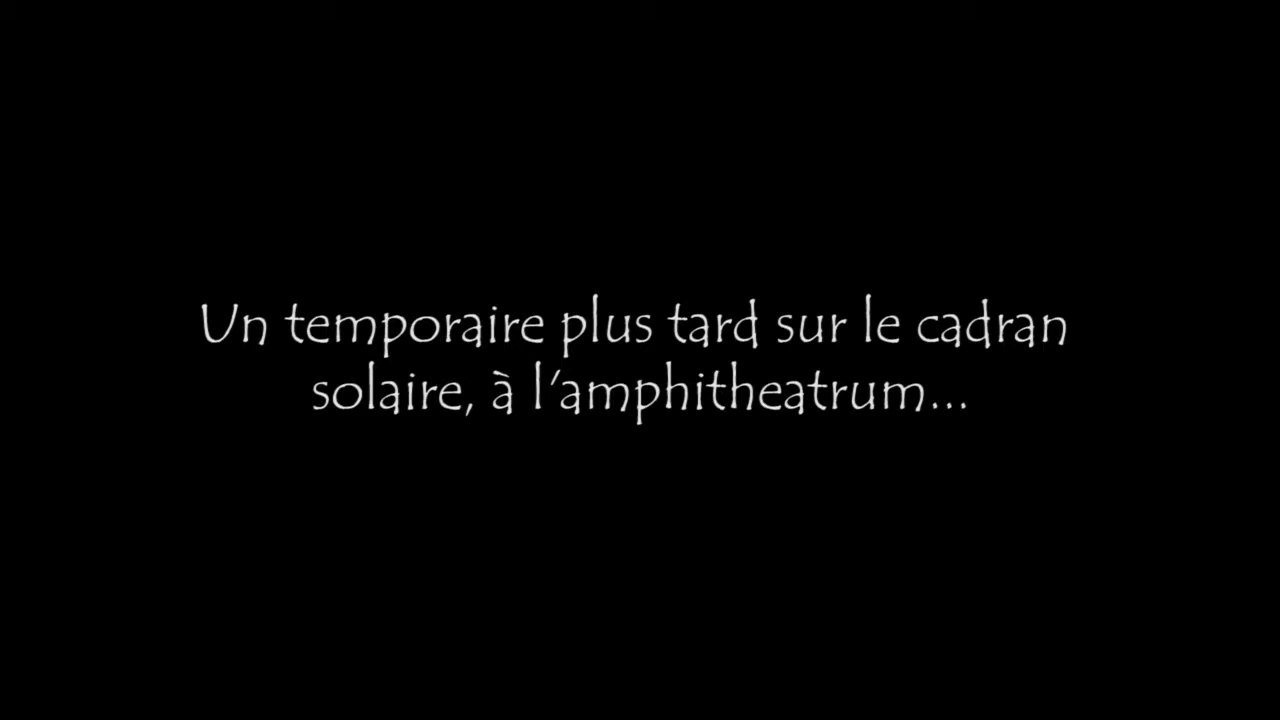 Un temporaire plus tard sur le cadran
solaire, à l'amphitheatrum...